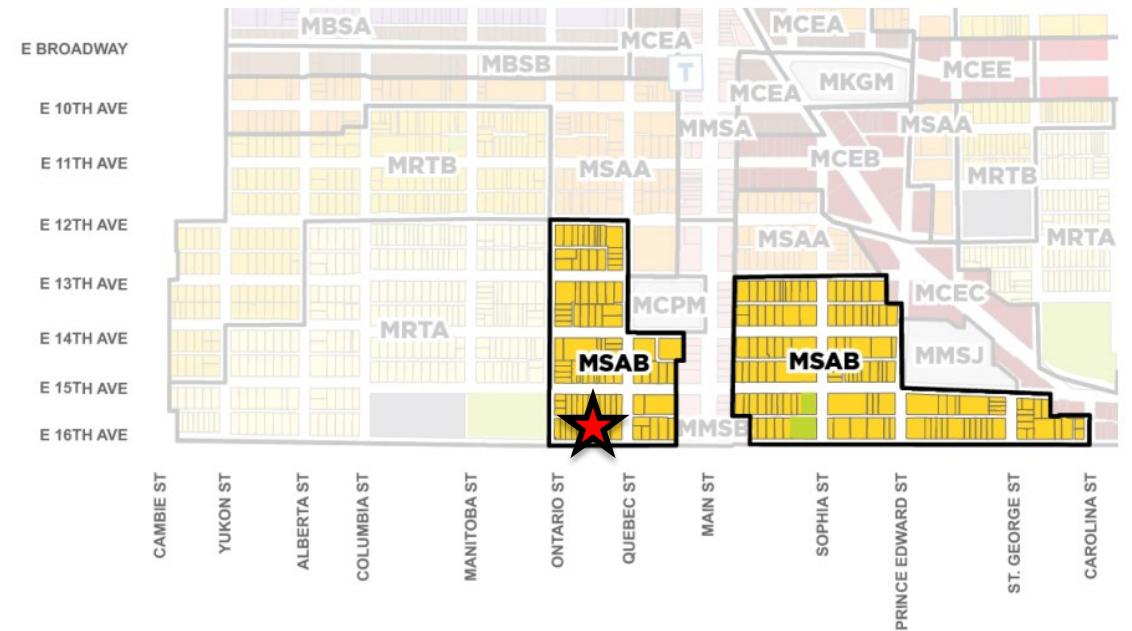 MBSA
MCEA
MCEA
E BROADWAY
MBSB
T
MCEE
MKGM
MCEA
E 10TH AVE
MMSA
MSAA
MCEB
E 11TH AVE
MRTB
MSAA
MRTB
E 12TH AVE
MSAA
MRTA
E 13TH AVE
MCPM
MCEC
MRTA
E 14TH AVE
MSAB
MSAB
MMSJ
E 15TH AVE
MMSB
E 16TH AVE
CAMBIE ST
YUKON ST
ALBERTA ST
COLUMBIA ST
MANITOBA ST
ONTARIO ST
QUEBEC ST
MAIN ST
SOPHIA ST
PRINCE EDWARD ST
ST. GEORGE ST
CAROLINA ST